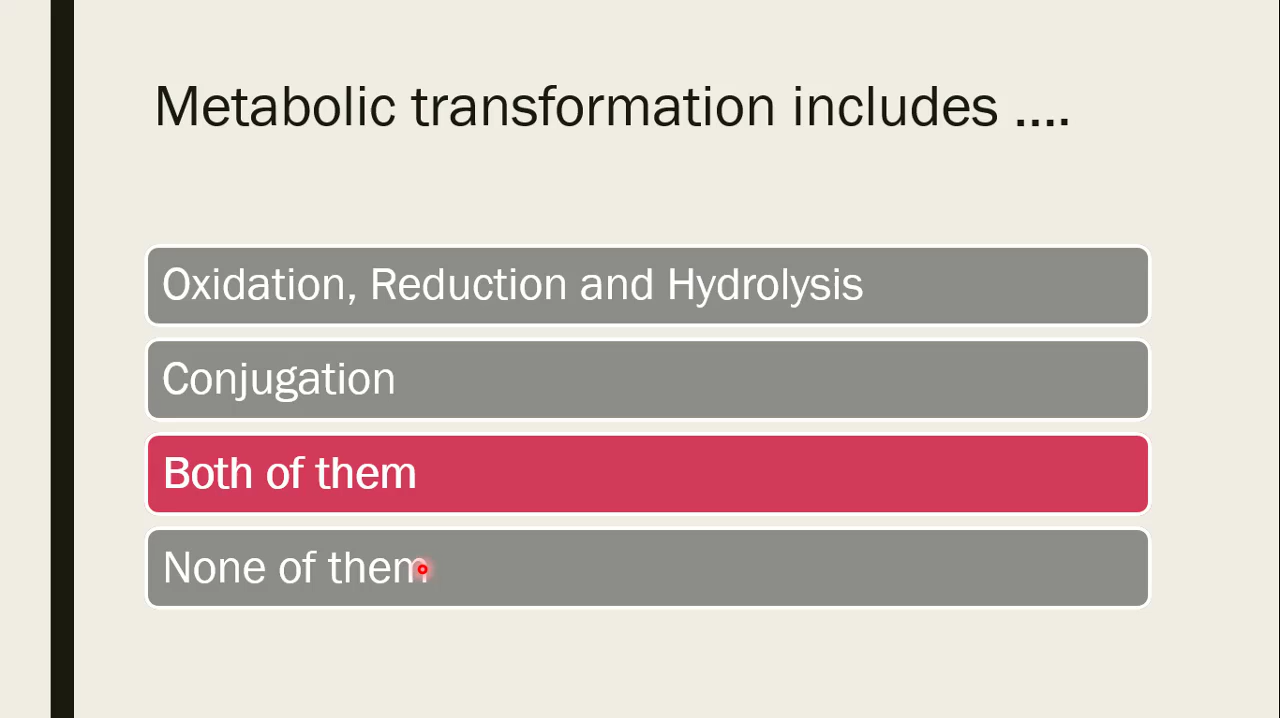 Metabolic transformation includes ....
Oxidation, Reduction and Hydrolysis
Conjugation
Both of them
None of them